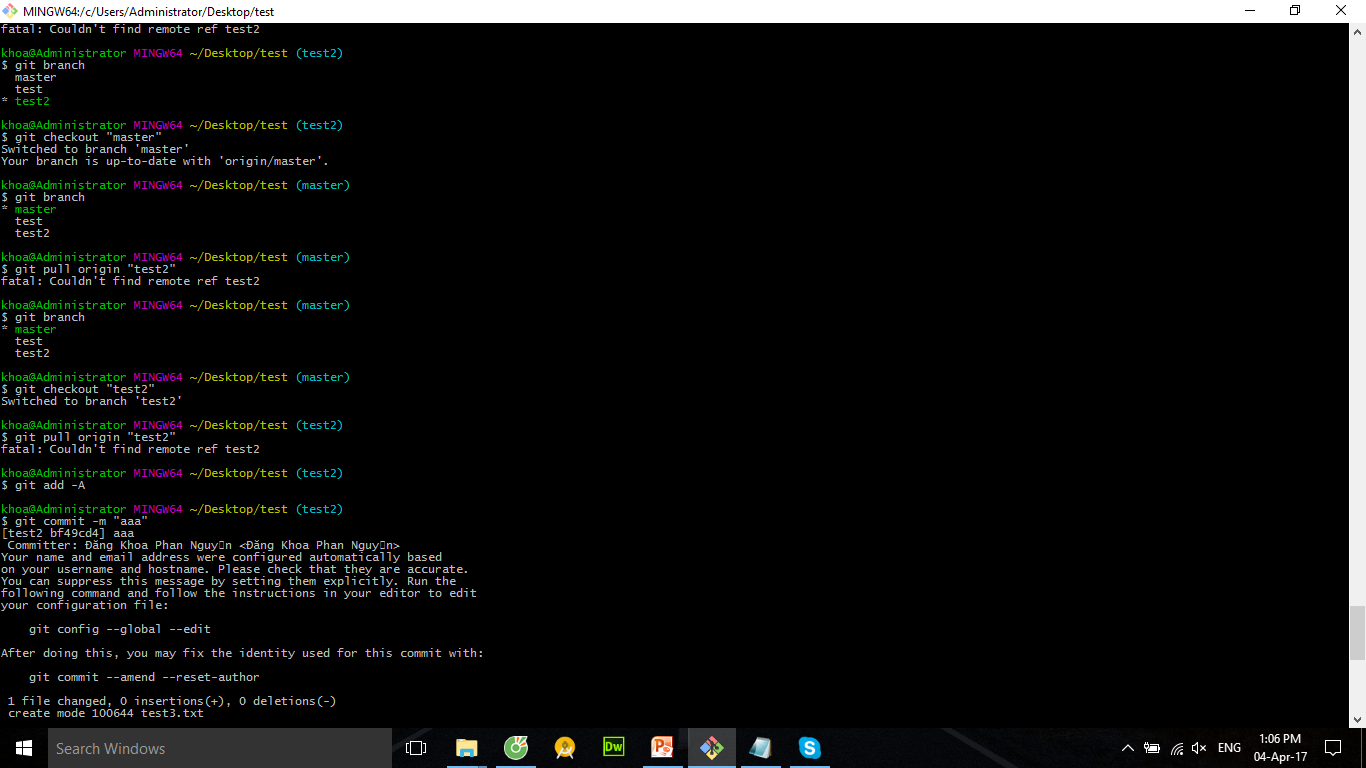 MINGW64:/c/Users/Administrator/Desktop/test
fatal: Couldn't find remote ref test2
khoa@Administrator MINGW64 ~/Desktop/test (test2)
$ git branch
master
test
* test2
khoa@Administrator MINGW64 ~/Desktop/test (test2)
$ git checkout "master"
Switched to branch 'master'
Your branch is up-to-date with 'origin/master'.
khoa@Administrator MINGW64 ~/Desktop/test (master)
$ git branch
* master
test
test2
khoa@Administrator MINGW64 ~/Desktop/test (master)
$ git pull origin "test2"
fatal: Couldn't find remote ref test2
khoa@Administrator MINGW64 ~/Desktop/test (master)
$ git branch
* master
test
test2
khoa@Administrator MINGW64 ~/Desktop/test (master)
$ git checkout "test2"
Switched to branch 'test2'
khoa@Administrator MINGW64 ~/Desktop/test (test2)
$ git pull origin "test2"
fatal: Couldn't find remote ref test2
khoa@Administrator MINGW64 ~/Desktop/test (test2)
$ git add -A
khoa@Administrator MINGW64 ~/Desktop/test (test2)
$ git commit -m "aaa"
[test2 bf49cd4] aaa
Committer: Đăng Khoa Phan Nguy▯n <Đăng Khoa Phan Nguy▯n>
Your name and email address were configured automatically based
on your username and hostname. Please check that they are accurate.
You can suppress this message by setting them explicitly. Run the
following command and follow the instructions in your editor to edit
your configuration file:
git config --global --edit
After doing this, you may fix the identity used for this commit with:
git commit --amend --reset-author
1 file changed, 0 insertions(+), 0 deletions(-)
create mode 100644 test3.txt
Search Windows
Dw
ENG
1:06 PM
04-Apr-17